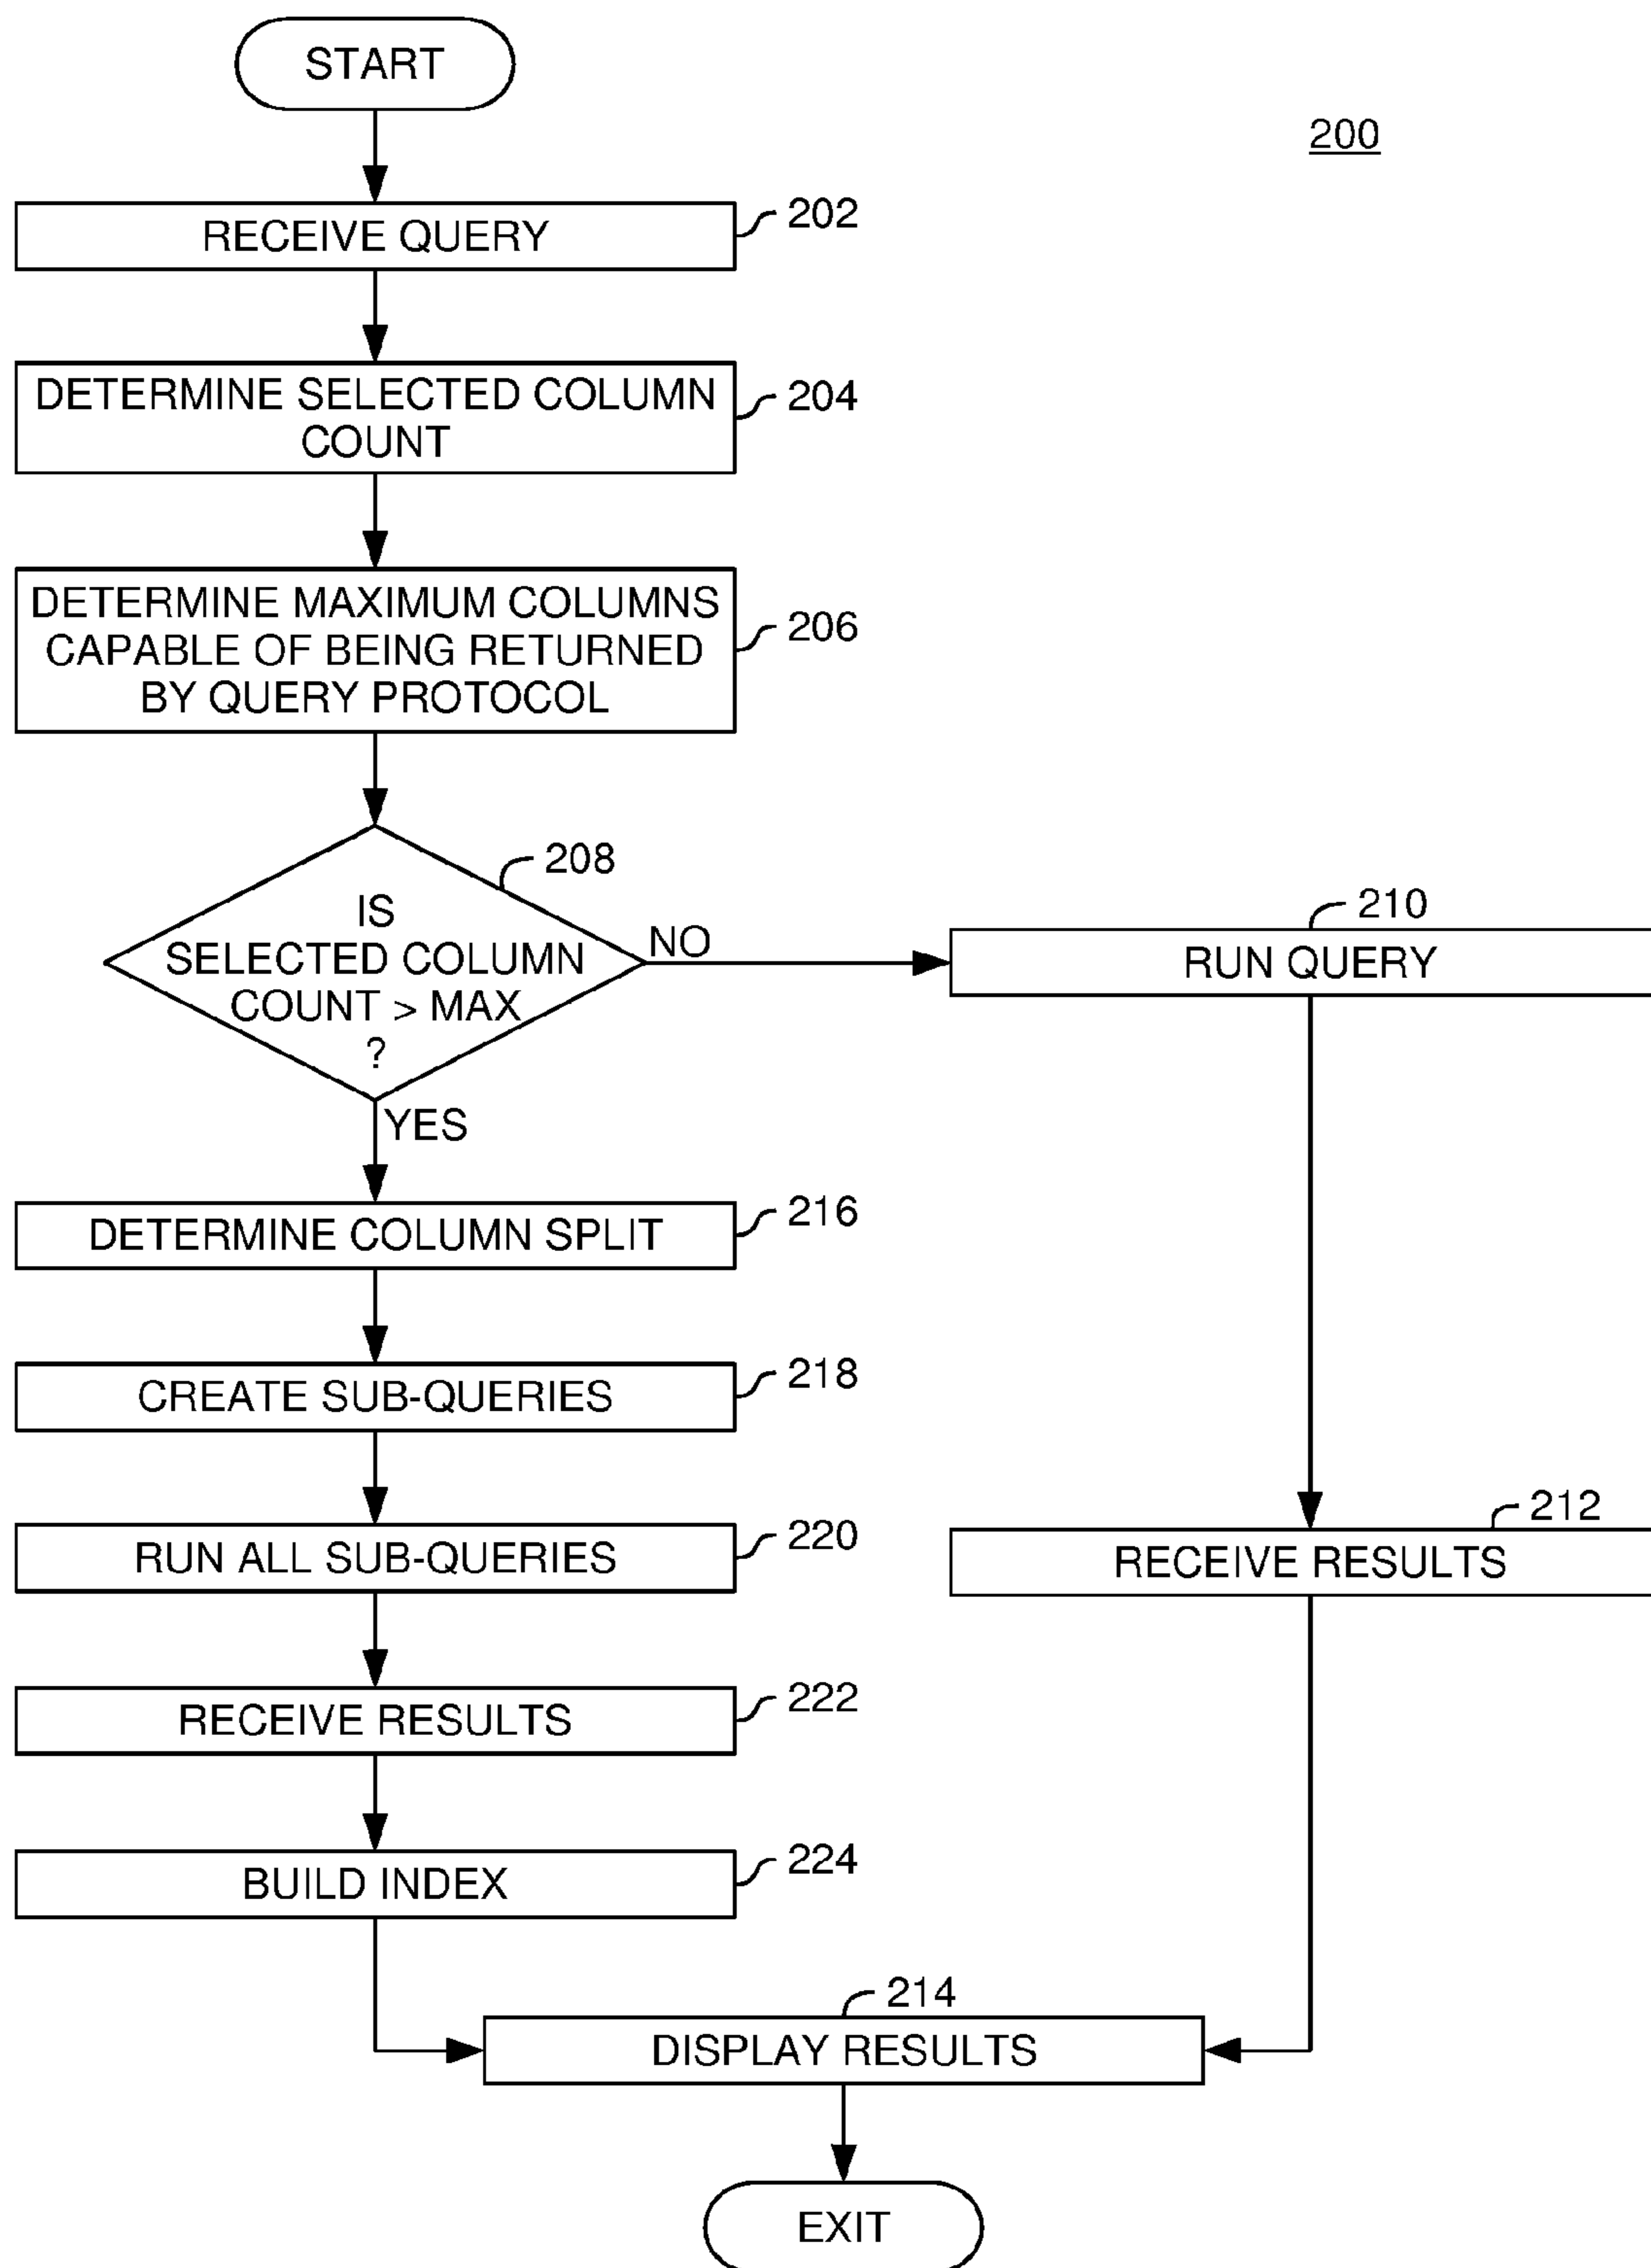 START
200
RECEIVE QUERY
202
DETERMINE SELECTED COLUMN
COUNT
204
DETERMINE MAXIMUM COLUMNS
CAPABLE OF BEING RETURNED
BY QUERY PROTOCOL
206
208
IS
SELECTED COLUMN
COUNT > MAX
?
NO
YES
210
RUN QUERY
DETERMINE COLUMN SPLIT
216
CREATE SUB-QUERIES
218
RUN ALL SUB-QUERIES
220
212
RECEIVE RESULTS
RECEIVE RESULTS
222
BUILD INDEX
224
214
DISPLAY RESULTS
EXIT